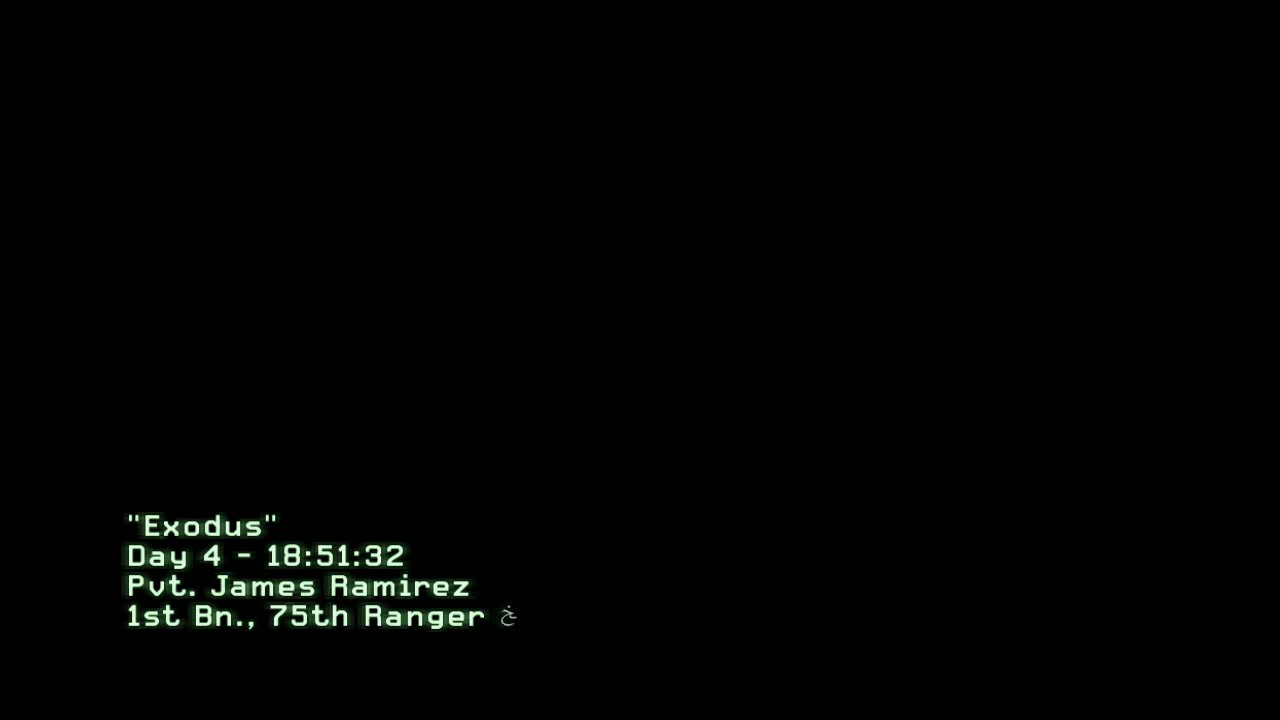 "Exodus"
Day 4 - 18:51:32
Pvt. James Ramirez
1st Bn., 75th Ranger خ